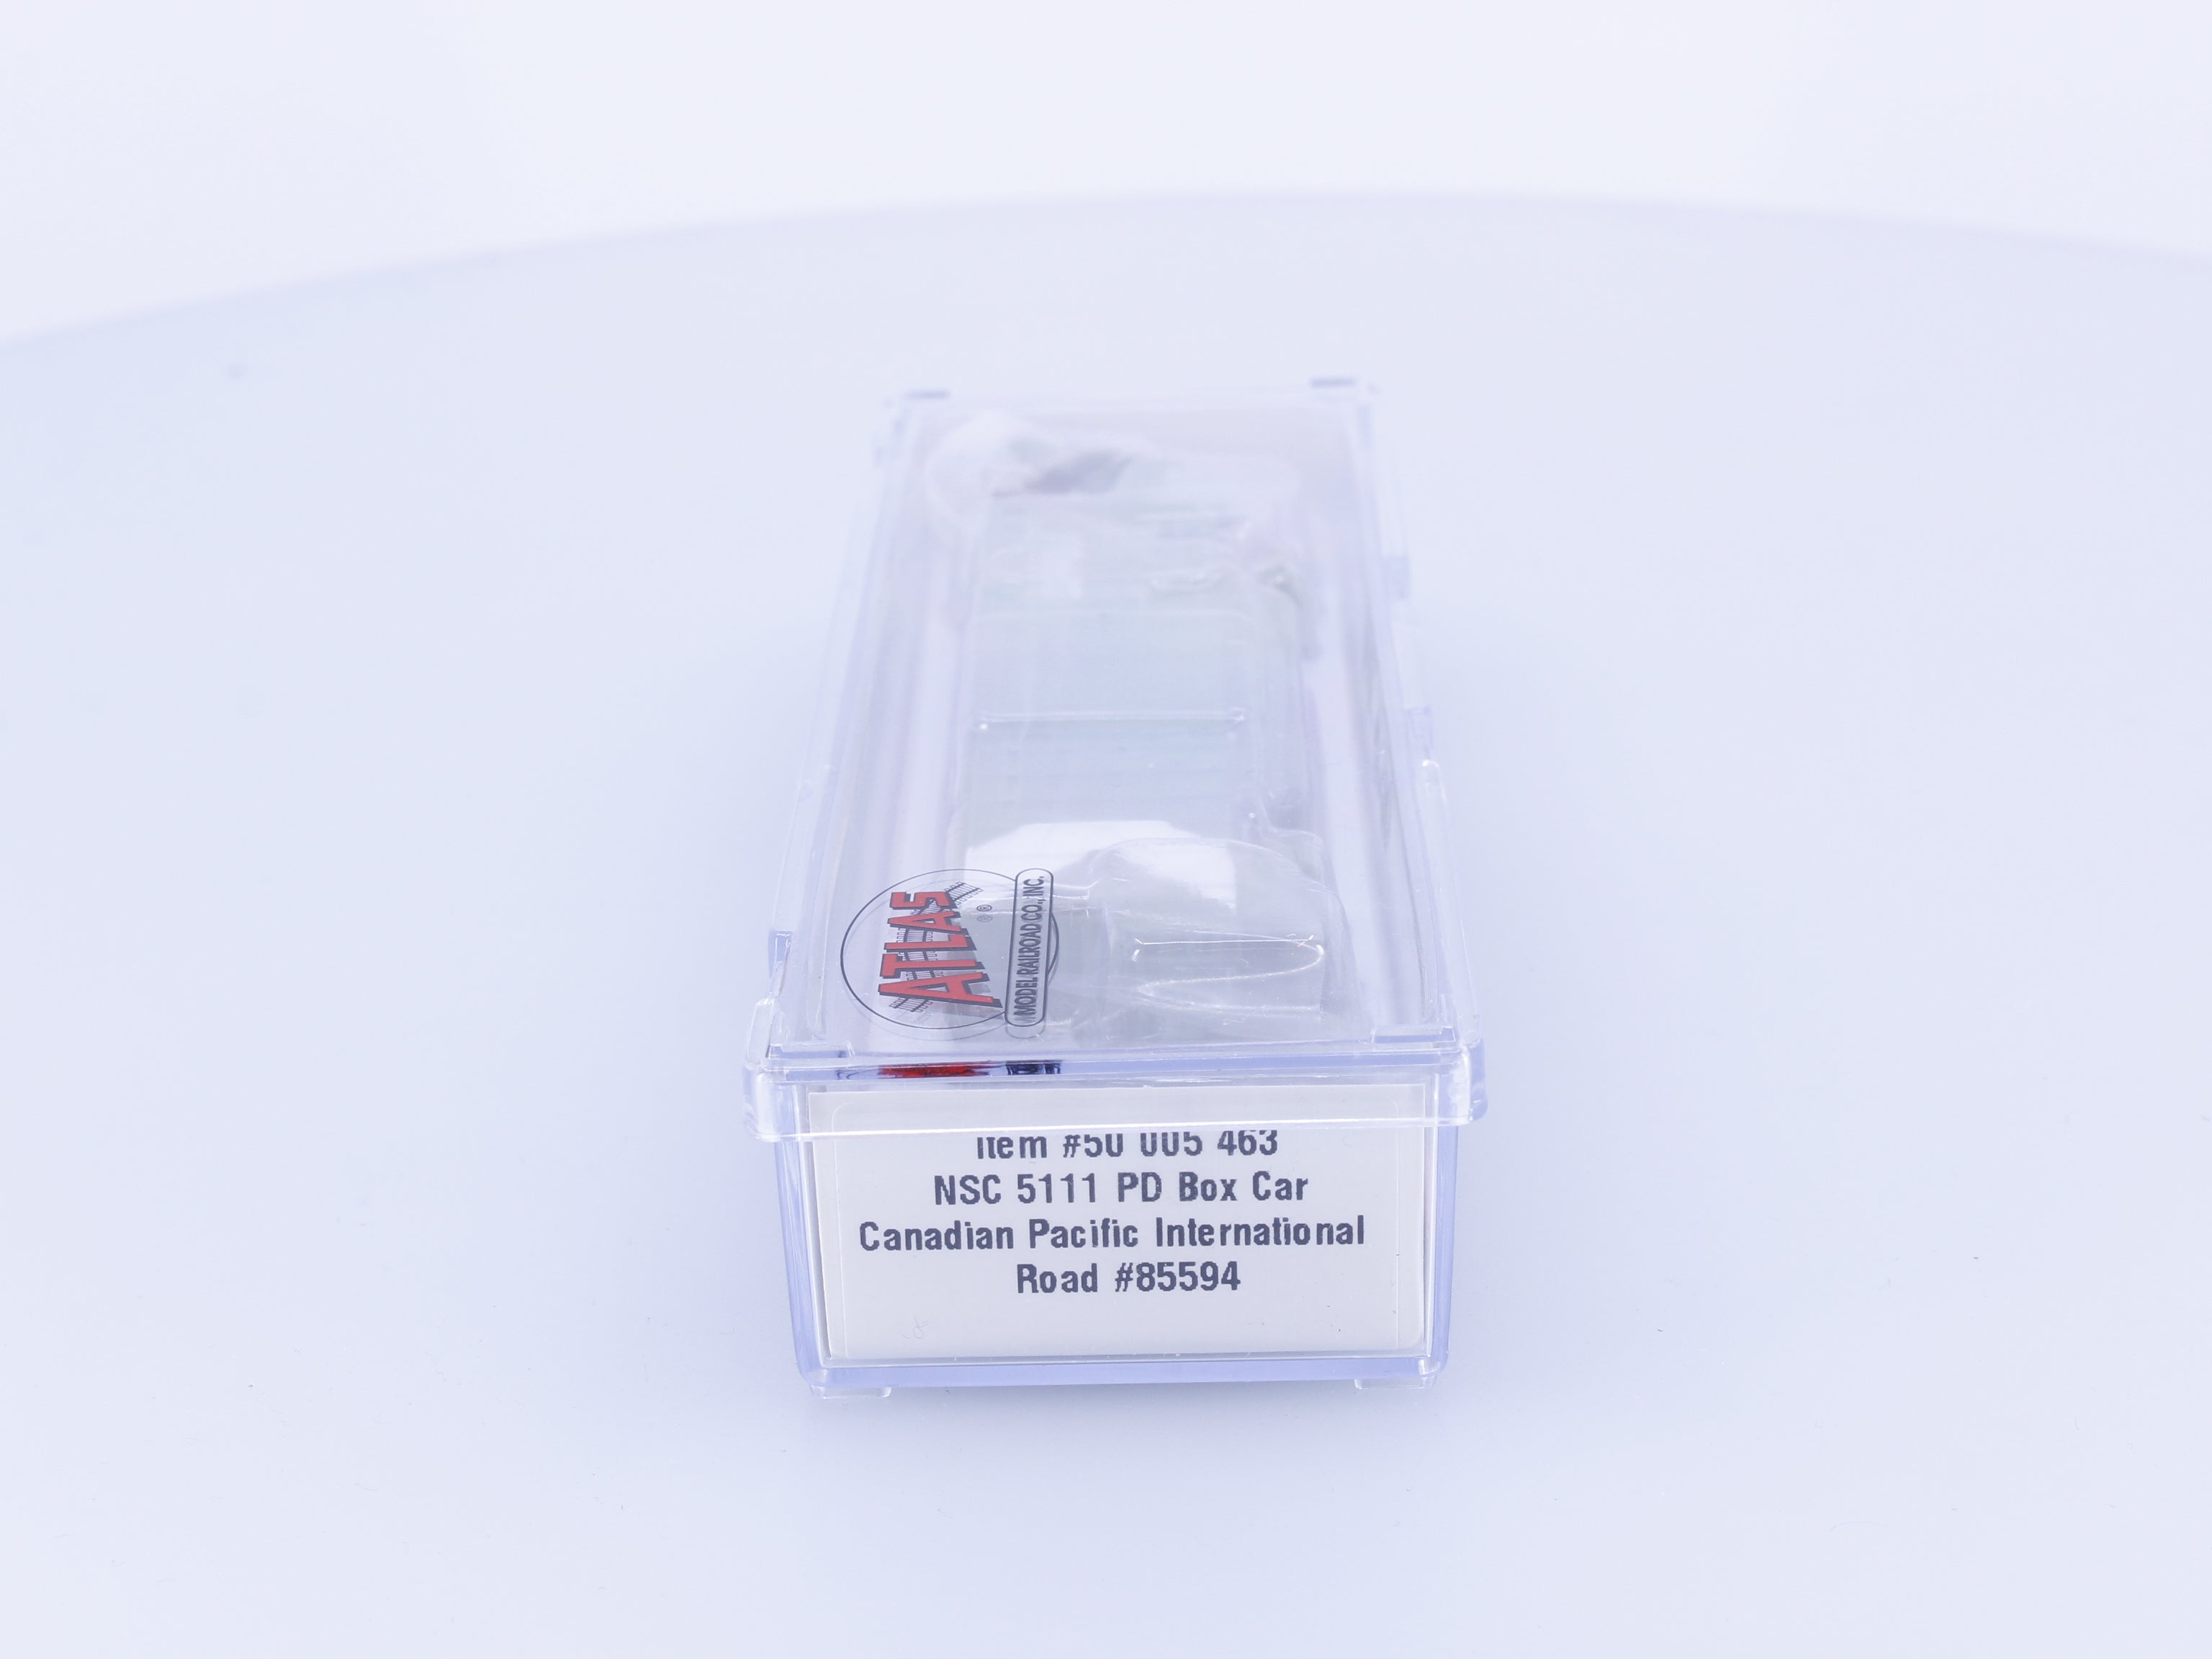 ATLAS
MODEL RAILROAD CO., INC.
Item #50 005 463
NSC 5111 PD Box Car
Canadian Pacific International
Road #85594